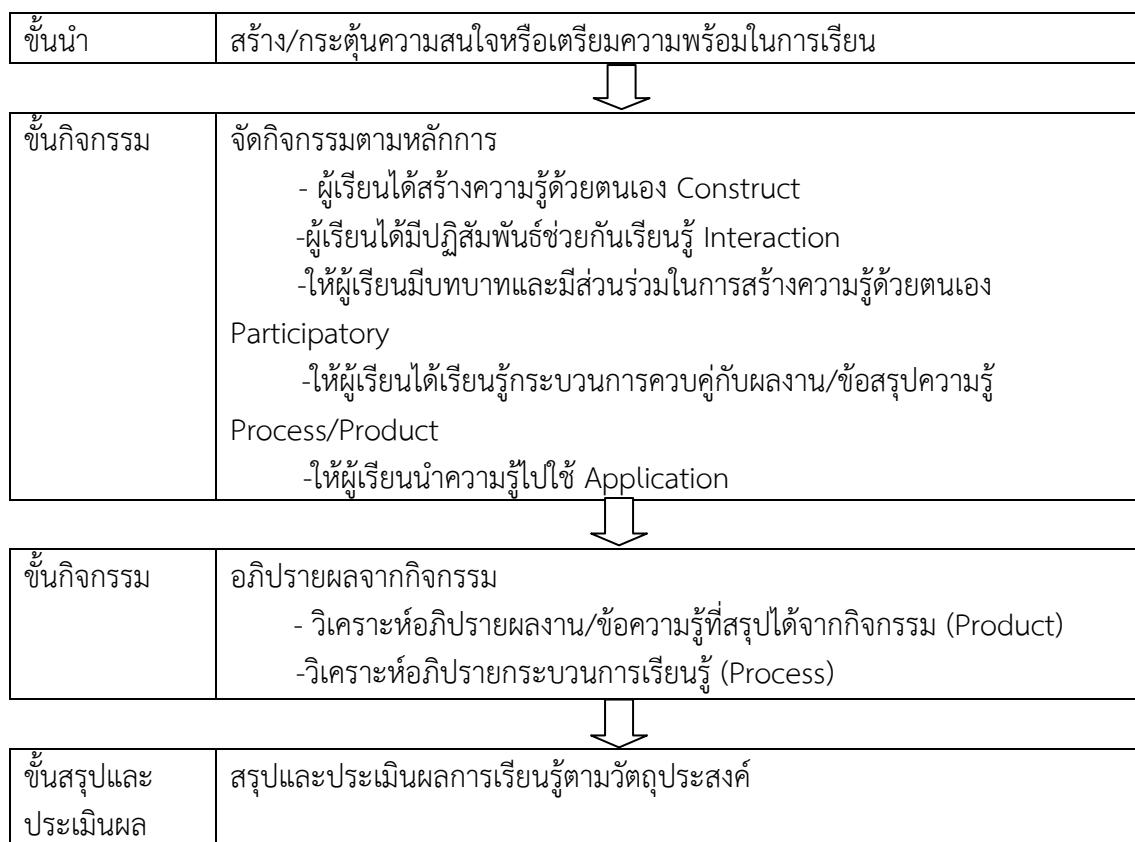 ขั้นนำ สร้าง/กระตุ้นความสนใจหรือเตรียมความพร้อมในการเรียน
ขั้นกิจกรรม จัดกิจกรรมตามหลักการ
- ผู้เรียนได้สร้างความรู้ด้วยตนเอง Construct
-ผู้เรียนได้มีปฏิสัมพันธ์ช่วยกันเรียนรู้ Interaction
-ให้ผู้เรียนมีบทบาทและมีส่วนร่วมในการสร้างความรู้ด้วยตนเอง
Participatory
-ให้ผู้เรียนได้เรียนรู้กระบวนการควบคู่กับผลงาน/ข้อสรุปความรู้
Process/Product
-ให้ผู้เรียนนำความรู้ไปใช้ Application
ขั้นกิจกรรม อภิปรายผลจากกิจกรรม
- วิเคราะห์อภิปรายผลงาน/ข้อความรู้ที่สรุปได้จากกิจกรรม (Product)
-วิเคราะห์อภิปรายกระบวนการเรียนรู้ (Process)
ขั้นสรุปและ สรุปและประเมินผลการเรียนรู้ตามวัตถุประสงค์
ประเมินผล